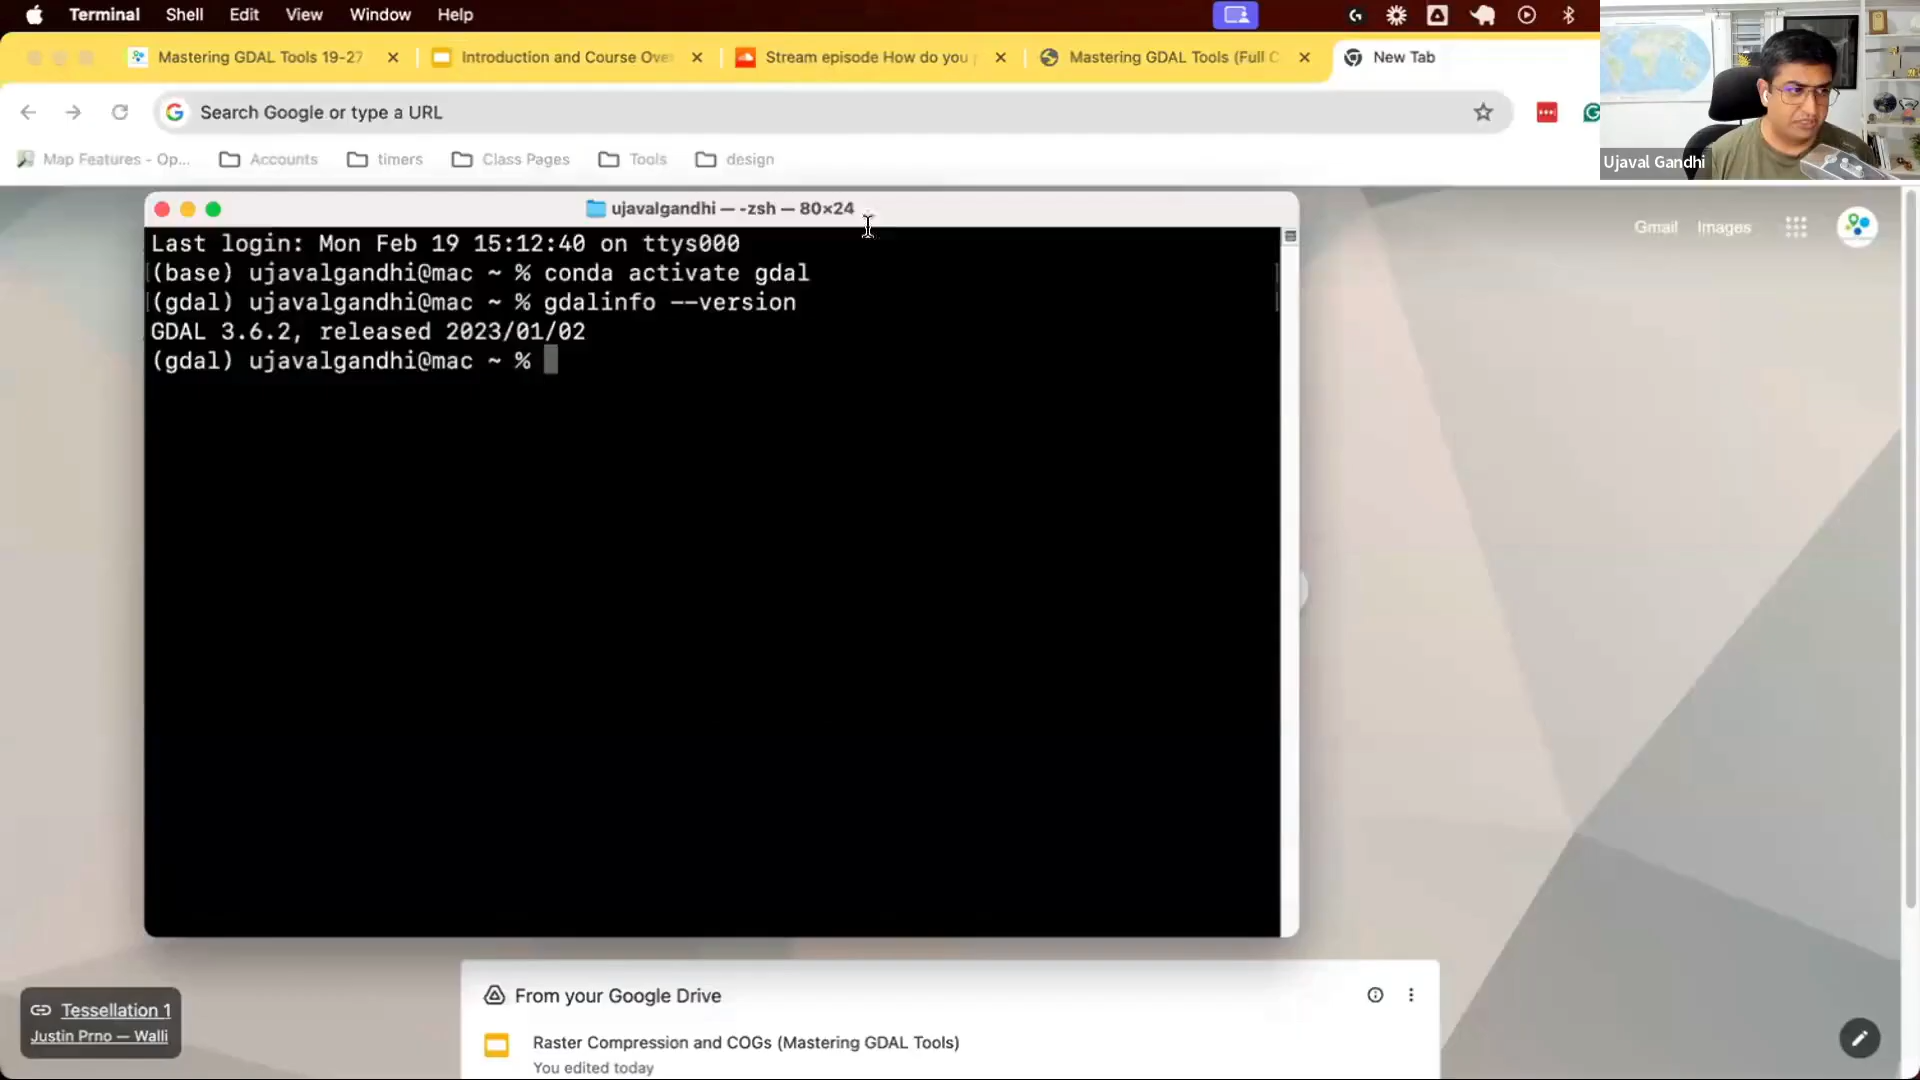 Terminal Shell Edit View Window Help
Mastering GDAL Tools 19-27
Introduction and Course Ove
Stream episode How do you
Mastering GDAL Tools (Full C
New Tab
Search Google or type a URL
Map Features - Op...
Accounts
timers
Class Pages
Tools
design
Ujaval Gandhi
Gmail
Images
ujavalgandhi — -zsh — 80×24
Last login: Mon Feb 19 15:12:40 on ttys000
(base) ujavalgandhi@mac ~ % conda activate gdal
(gdal) ujavalgandhi@mac ~ % gdalinfo --version
GDAL 3.6.2, released 2023/01/02
(gdal) ujavalgandhi@mac ~ %
From your Google Drive
Raster Compression and COGs (Mastering GDAL Tools)
You edited today
Tessellation 1
Justin Prno — Walli